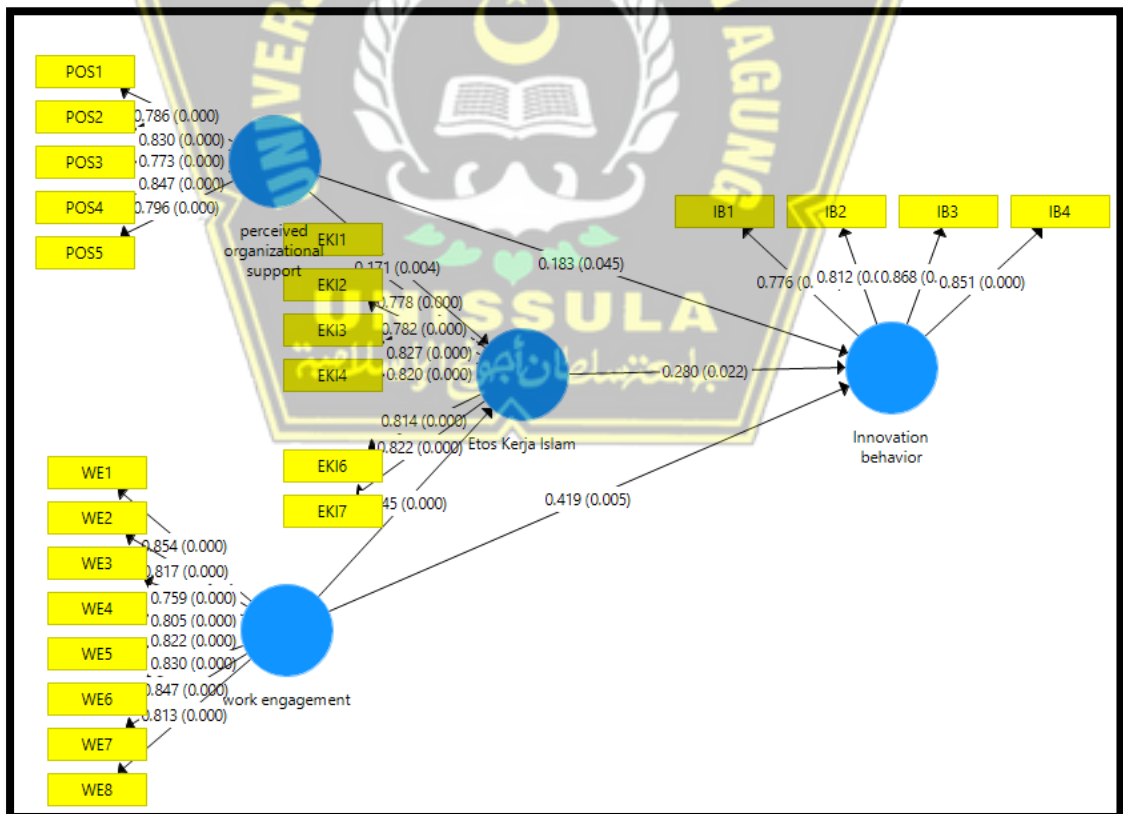 UNIVERS
AGUNG
UNISSULA
POS1
POS2
POS3
POS4
POS5
0.786 (0.000)
0.830 (0.000)
0.773 (0.000)
0.847 (0.000)
0.796 (0.000)
perceived
organizational
support
EKI1
EKI2
EKI3
EKI4
EKI6
EKI7
0.171 (0.004)
0.778 (0.000)
0.782 (0.000)
0.827 (0.000)
0.820 (0.000)
0.814 (0.000)
0.822 (0.000)
45 (0.000)
Etos Kerja Islam
0.183 (0.045)
0.280 (0.022)
0.419 (0.005)
IB1
IB2
IB3
IB4
0.776
0.812
0.868
0.851 (0.000)
Innovation
behavior
WE1
WE2
WE3
WE4
WE5
WE6
WE7
WE8
0.854 (0.000)
0.817 (0.000)
0.759 (0.000)
0.805 (0.000)
0.822 (0.000)
0.830 (0.000)
0.847 (0.000)
0.813 (0.000)
work engagement